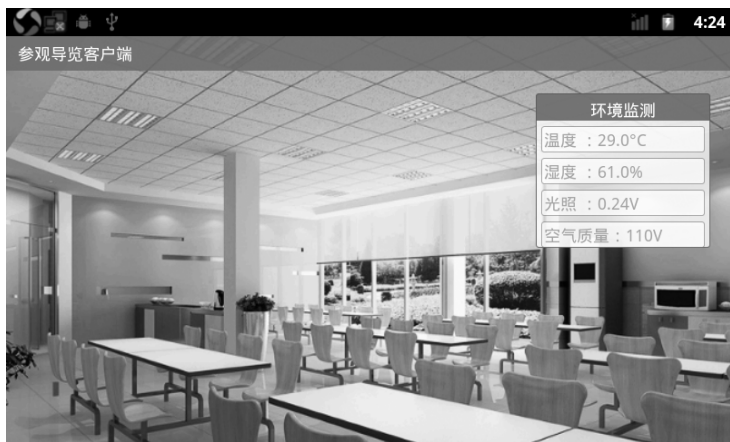 4:24
参观导览客户端
环境监测
温度 ：29.0°C
湿度 ：61.0%
光照 ：0.24V
空气质量：110V